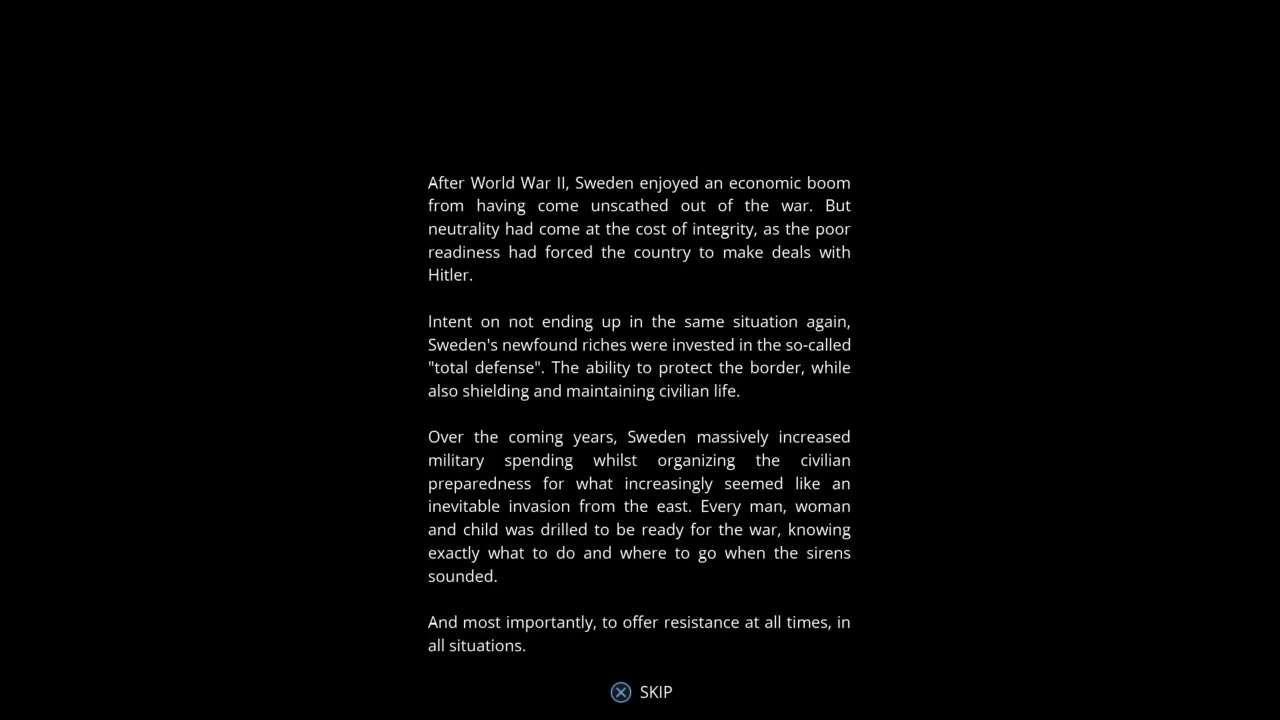 After World War II, Sweden enjoyed an economic boom
from having come unscathed out of the war. But
neutrality had come at the cost of integrity, as the poor
readiness had forced the country to make deals with
Hitler.
Intent on not ending up in the same situation again,
Sweden's newfound riches were invested in the so-called
"total defense". The ability to protect the border, while
also shielding and maintaining civilian life.
Over the coming years, Sweden massively increased
military spending whilst organizing the civilian
preparedness for what increasingly seemed like an
inevitable invasion from the east. Every man, woman
and child was drilled to be ready for the war, knowing
exactly what to do and where to go when the sirens
sounded.
And most importantly, to offer resistance at all times, in
all situations.
SKIP